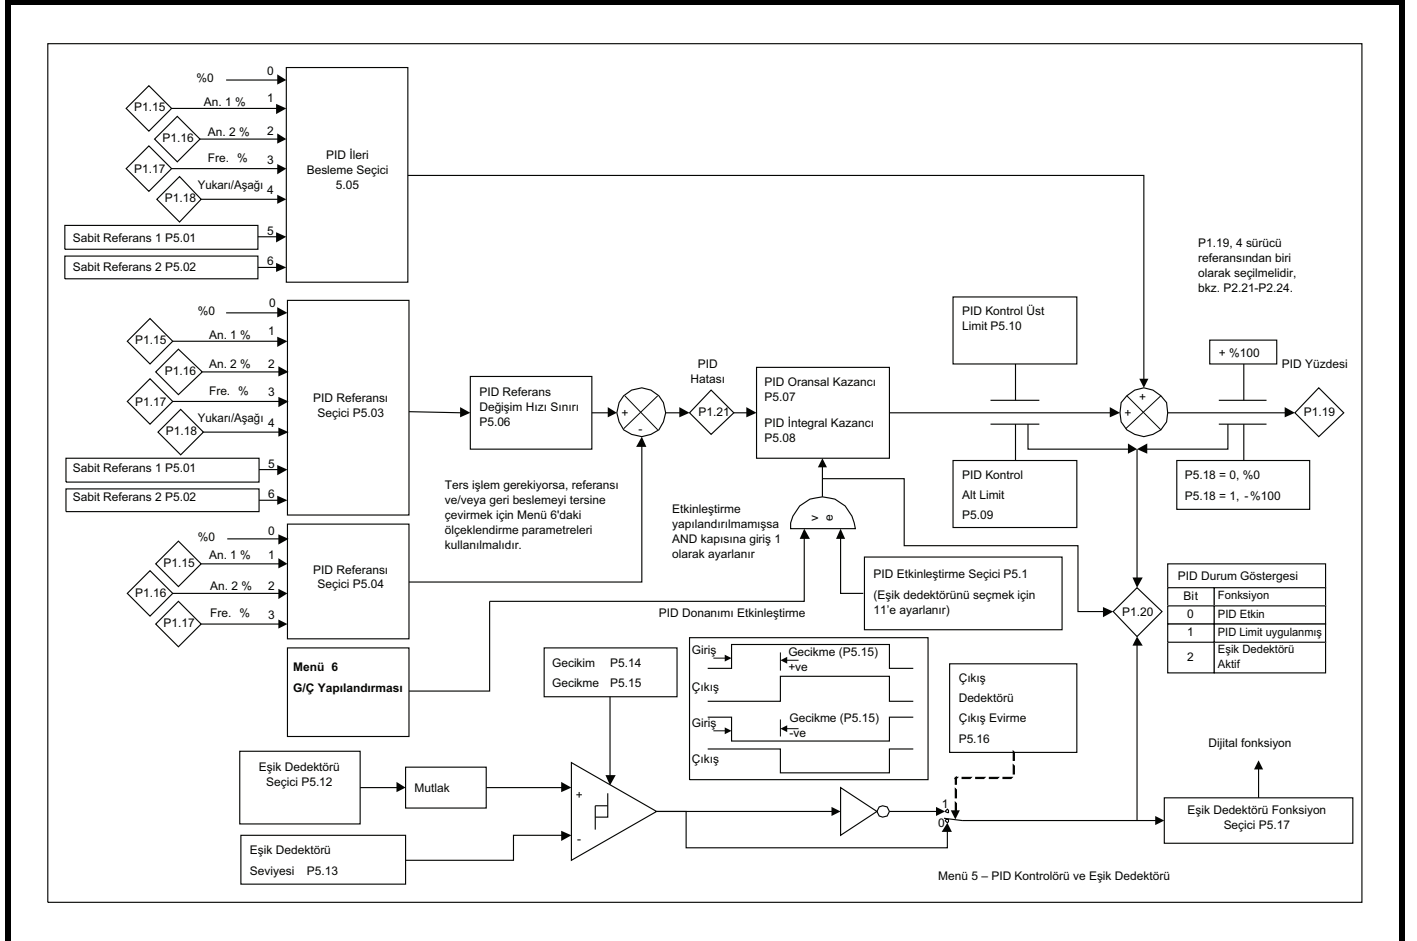 %0
0
P1.15
An. 1 %
1
P1.16
An. 2 %
2
P1.17
Fre. %
3
P1.18
Yukarı/Aşağı
4
Sabit Referans 1 P5.01
5
Sabit Referans 2 P5.02
6
PID İleri
Besleme Seçici
5.05
P1.19, 4 sürücü
referansından biri
olarak seçilmelidir,
bkz. P2.21-P2.24.
%0
0
P1.15
An. 1 %
1
P1.16
An. 2 %
2
P1.17
Fre. %
3
P1.18
Yukarı/Aşağı
4
Sabit Referans 1 P5.01
5
Sabit Referans 2 P5.02
6
PID Referansı
Seçici P5.03
PID Referans
Değişim Hızı Sınırı
P5.06
+
-
PID
Hatası
P1.21
PID Oransal Kazancı
P5.07
PID İntegral Kazancı
P5.08
PID Kontrol Üst
Limit P5.10
PID Kontrol
Alt Limit
P5.09
+
+
+ %100
PID Yüzdesi
P1.19
P5.18 = 0, %0
P5.18 = 1, - %100
Ters işlem gerekiyorsa, referansı
ve/veya geri beslemeyi tersine
çevirmek için Menü 6'daki
ölçeklendirme parametreleri
kullanılmalıdır.
Etkinleştirme
yapılandırılmamışsa
AND kapısına giriş 1
olarak ayarlanır
v e
%0
0
P1.15
An. 1 %
1
P1.16
An. 2 %
2
P1.17
Fre. %
3
PID Referansı
Seçici P5.04
PID Donanımı Etkinleştirme
PID Etkinleştirme Seçici P5.1
(Eşik dedektörünü seçmek için
11'e ayarlanır)
P1.20
PID Durum Göstergesi
Bit Fonksiyon
0 PID Etkin
1 PID Limit uygulanmış
2 Eşik Dedektörü
Aktif
Menü 6
G/Ç Yapılandırması
Gecikim P5.14
Gecikme P5.15
Giriş
Gecikme (P5.15)
+ve
Çıkış
Giriş
Gecikme (P5.15)
-ve
Çıkış
Çıkış
Dedektörü
Çıkış Evirme
P5.16
Dijital fonksiyon
Eşik Dedektörü
Seçici P5.12
Mutlak
+
-
1
0
Eşik Dedektörü Fonksiyon
Seçici P5.17
Eşik Dedektörü
Seviyesi P5.13
Menü 5 – PID Kontrolörü ve Eşik Dedektörü